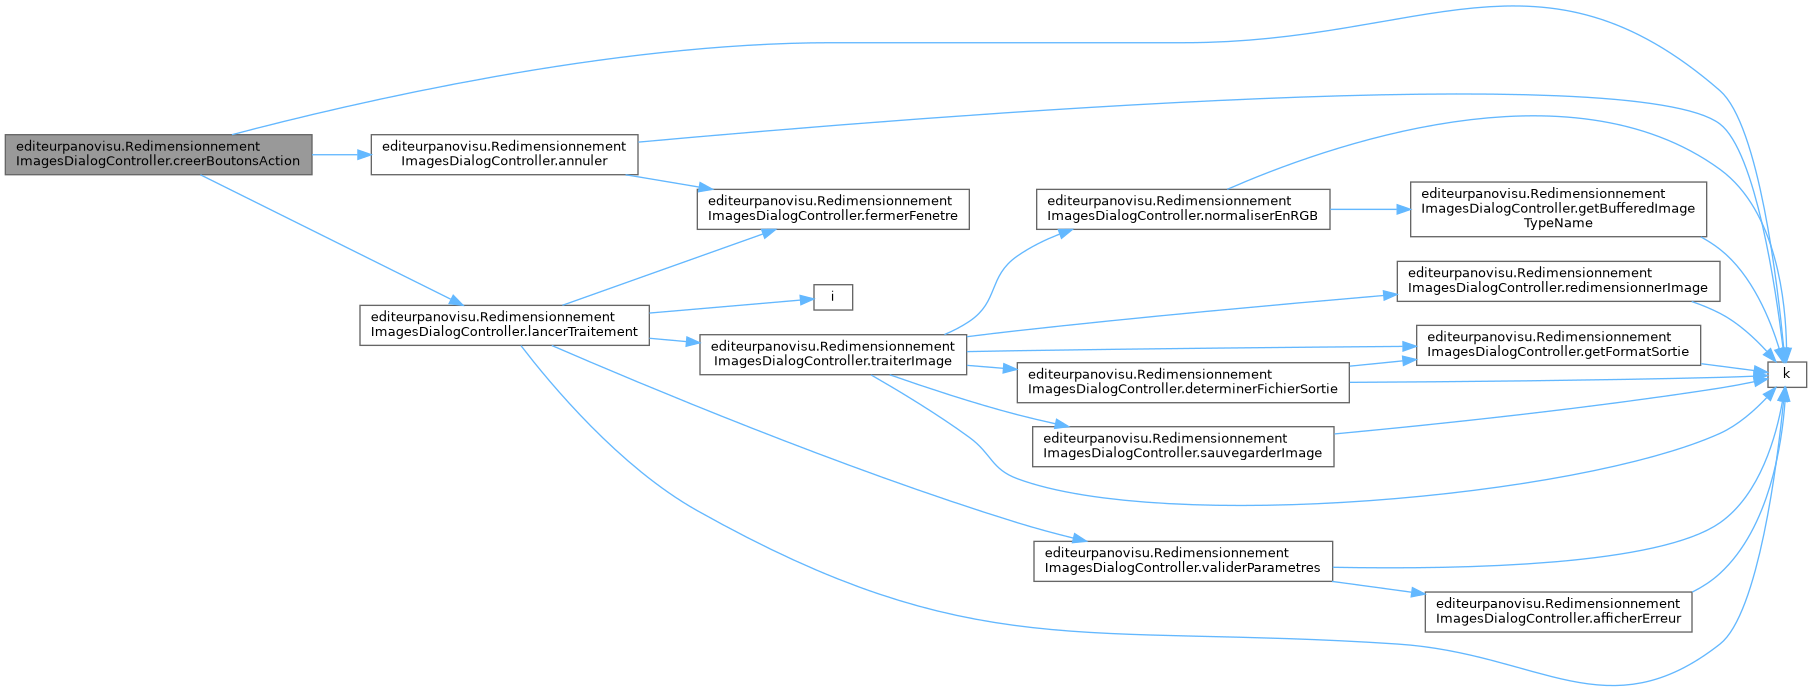 editeurpanovisu.Redimensionnement
ImagesDialogController.creerBoutonsAction
editeurpanovisu.Redimensionnement
ImagesDialogController.annuler
editeurpanovisu.Redimensionnement
ImagesDialogController.fermerFenetre
editeurpanovisu.Redimensionnement
ImagesDialogController.lancerTraitement
i
editeurpanovisu.Redimensionnement
ImagesDialogController.traiterImage
editeurpanovisu.Redimensionnement
ImagesDialogController.normaliserEnRGB
editeurpanovisu.Redimensionnement
ImagesDialogController.getBufferedImage
TypeName
editeurpanovisu.Redimensionnement
ImagesDialogController.redimensionnerImage
editeurpanovisu.Redimensionnement
ImagesDialogController.getFormatSortie
editeurpanovisu.Redimensionnement
ImagesDialogController.determinerFichierSortie
k
editeurpanovisu.Redimensionnement
ImagesDialogController.sauvegarderImage
editeurpanovisu.Redimensionnement
ImagesDialogController.validerParametres
editeurpanovisu.Redimensionnement
ImagesDialogController.afficherErreur